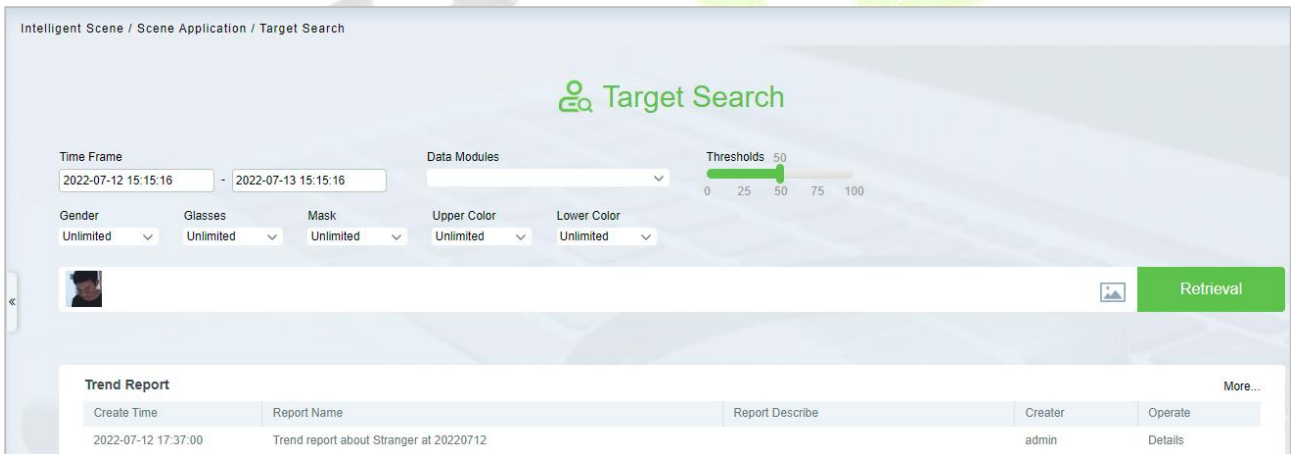 Intelligent Scene / Scene Application / Target Search
Target Search
Time Frame
Data Modules
Thresholds 50
2022-07-12 15:15:16 - 2022-07-13 15:15:16
0 25 50 75 100
Gender Glasses Mask Upper Color Lower Color
Unlimited Unlimited Unlimited Unlimited Unlimited
Retrieval
Trend Report More...
Create Time Report Name Report Describe Creater Operate
2022-07-12 17:37:00 Trend report about Stranger at 20220712 admin Details